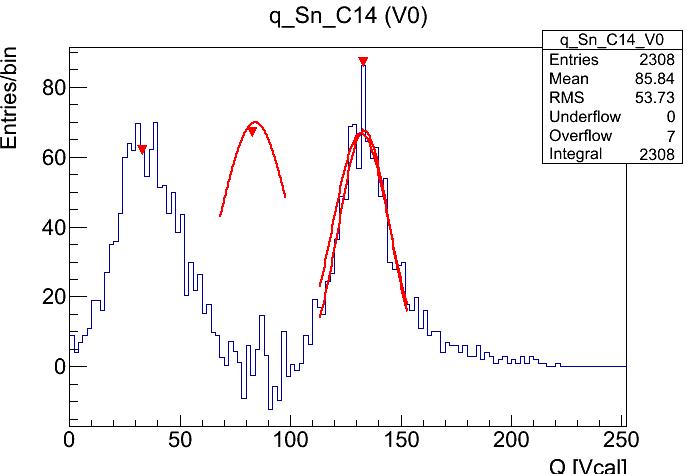 q_Sn_C14 (V0)
q_Sn_C14_V0
Entries 2308
Mean 85.84
RMS 53.73
Underflow 0
Overflow 7
Integral 2308
Entries/bin
80
60
40
20
0
0 50 100 150 200 250
Q [Vcal]